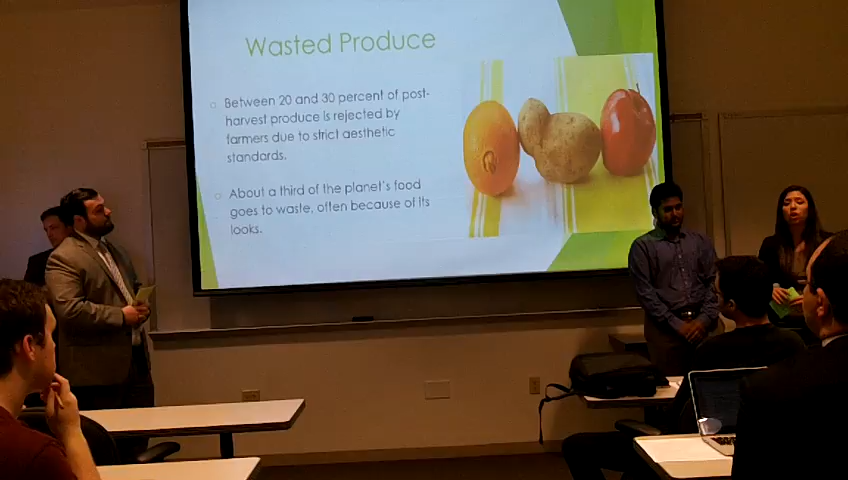 Wasted Produce
Between 20 and 30 percent of post-
harvest produce is rejected by
farmers due to strict aesthetic
standards.
About a third of the planet's food
goes to waste, often because of its
looks.